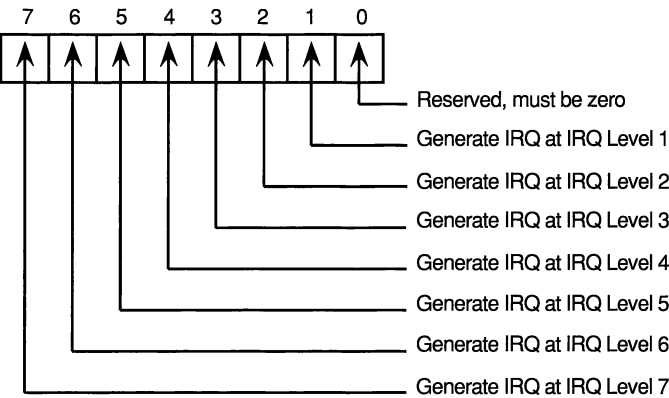 7 6 5 4 3 2 1 0
Reserved, must be zero
Generate IRQ at IRQ Level 1
Generate IRQ at IRQ Level 2
Generate IRQ at IRQ Level 3
Generate IRQ at IRQ Level 4
Generate IRQ at IRQ Level 5
Generate IRQ at IRQ Level 6
Generate IRQ at IRQ Level 7